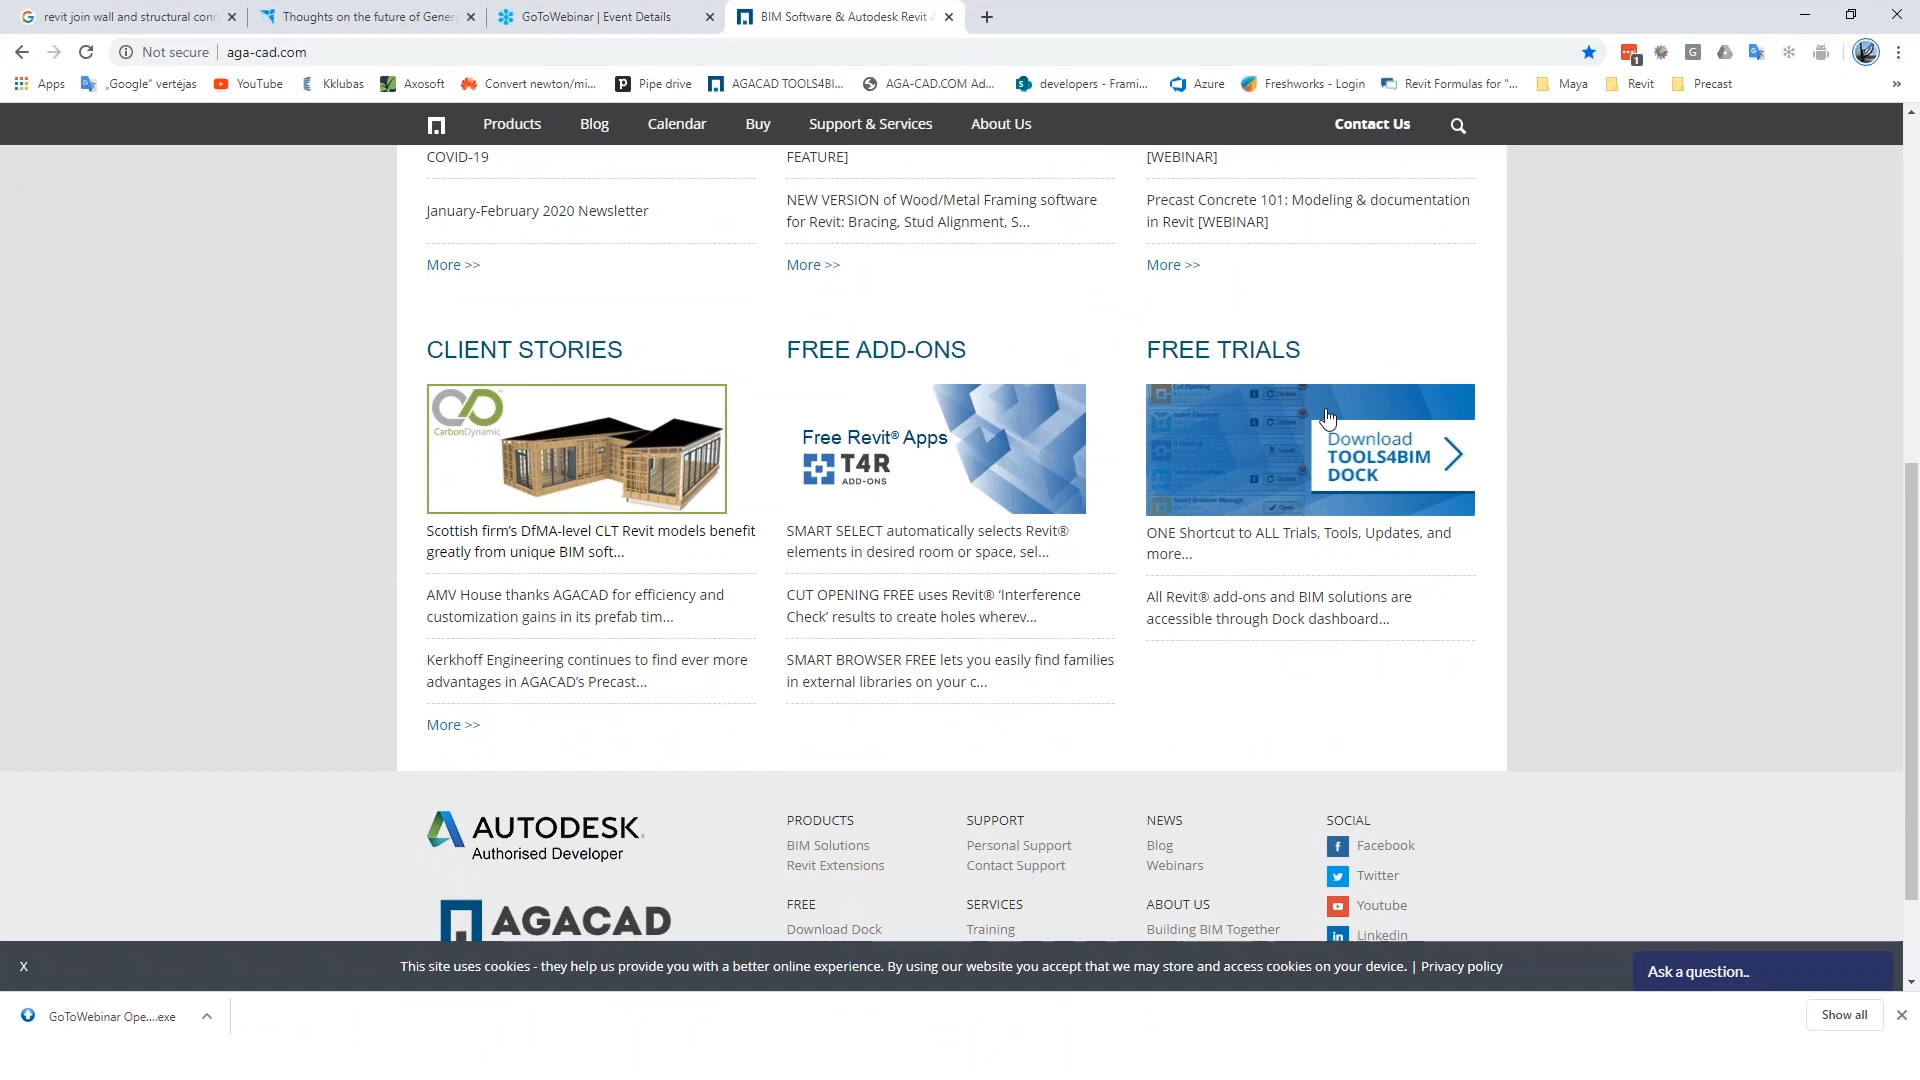 revit join wall and structural conn
Thoughts on the future of Gener
GoToWebinar | Event Details
BIM Software & Autodesk Revit A
Not secure | aga-cad.com
1
G
Apps
„Google“ vertėjas
YouTube
Kklubas
Axosoft
Convert newton/mi...
Pipe drive
AGACAD TOOLS4BI...
AGA-CAD.COM Ad...
developers - Frami...
Azure
Freshworks - Login
Revit Formulas for "...
Maya
Revit
Precast
»
Products
Blog
Calendar
Buy
Support & Services
About Us
Contact Us
COVID-19
January-February 2020 Newsletter
More >>
FEATURE]
NEW VERSION of Wood/Metal Framing software
for Revit: Bracing, Stud Alignment, S...
More >>
[WEBINAR]
Precast Concrete 101: Modeling & documentation
in Revit [WEBINAR]
More >>
CLIENT STORIES
CarbonDynamic
Scottish firm's DfMA-level CLT Revit models benefit
greatly from unique BIM soft...
AMV House thanks AGACAD for efficiency and
customization gains in its prefab tim...
Kerkhoff Engineering continues to find ever more
advantages in AGACAD's Precast...
More >>
FREE ADD-ONS
Free Revit® Apps
T4R
ADD-ONS
SMART SELECT automatically selects Revit®
elements in desired room or space, sel...
CUT OPENING FREE uses Revit® ‘Interference
Check’ results to create holes wherev...
SMART BROWSER FREE lets you easily find families
in external libraries on your c...
FREE TRIALS
Cut Opening
Update
Insert Elements
Update
Install
Update
Smart Browser Manage
Open
Download
TOOLS4BIM
DOCK
ONE Shortcut to ALL Trials, Tools, Updates, and
more...
All Revit® add-ons and BIM solutions are
accessible through Dock dashboard...
AUTODESK.
Authorised Developer
AGACAD
PRODUCTS
BIM Solutions
Revit Extensions
FREE
Download Dock
SUPPORT
Personal Support
Contact Support
SERVICES
Training
NEWS
Blog
Webinars
ABOUT US
Building BIM Together
SOCIAL
Facebook
Twitter
Youtube
Linkedin
X
This site uses cookies - they help us provide you with a better online experience. By using our website you accept that we may store and access cookies on your device. | Privacy policy
Ask a question..
GoToWebinar Ope....exe
Show all